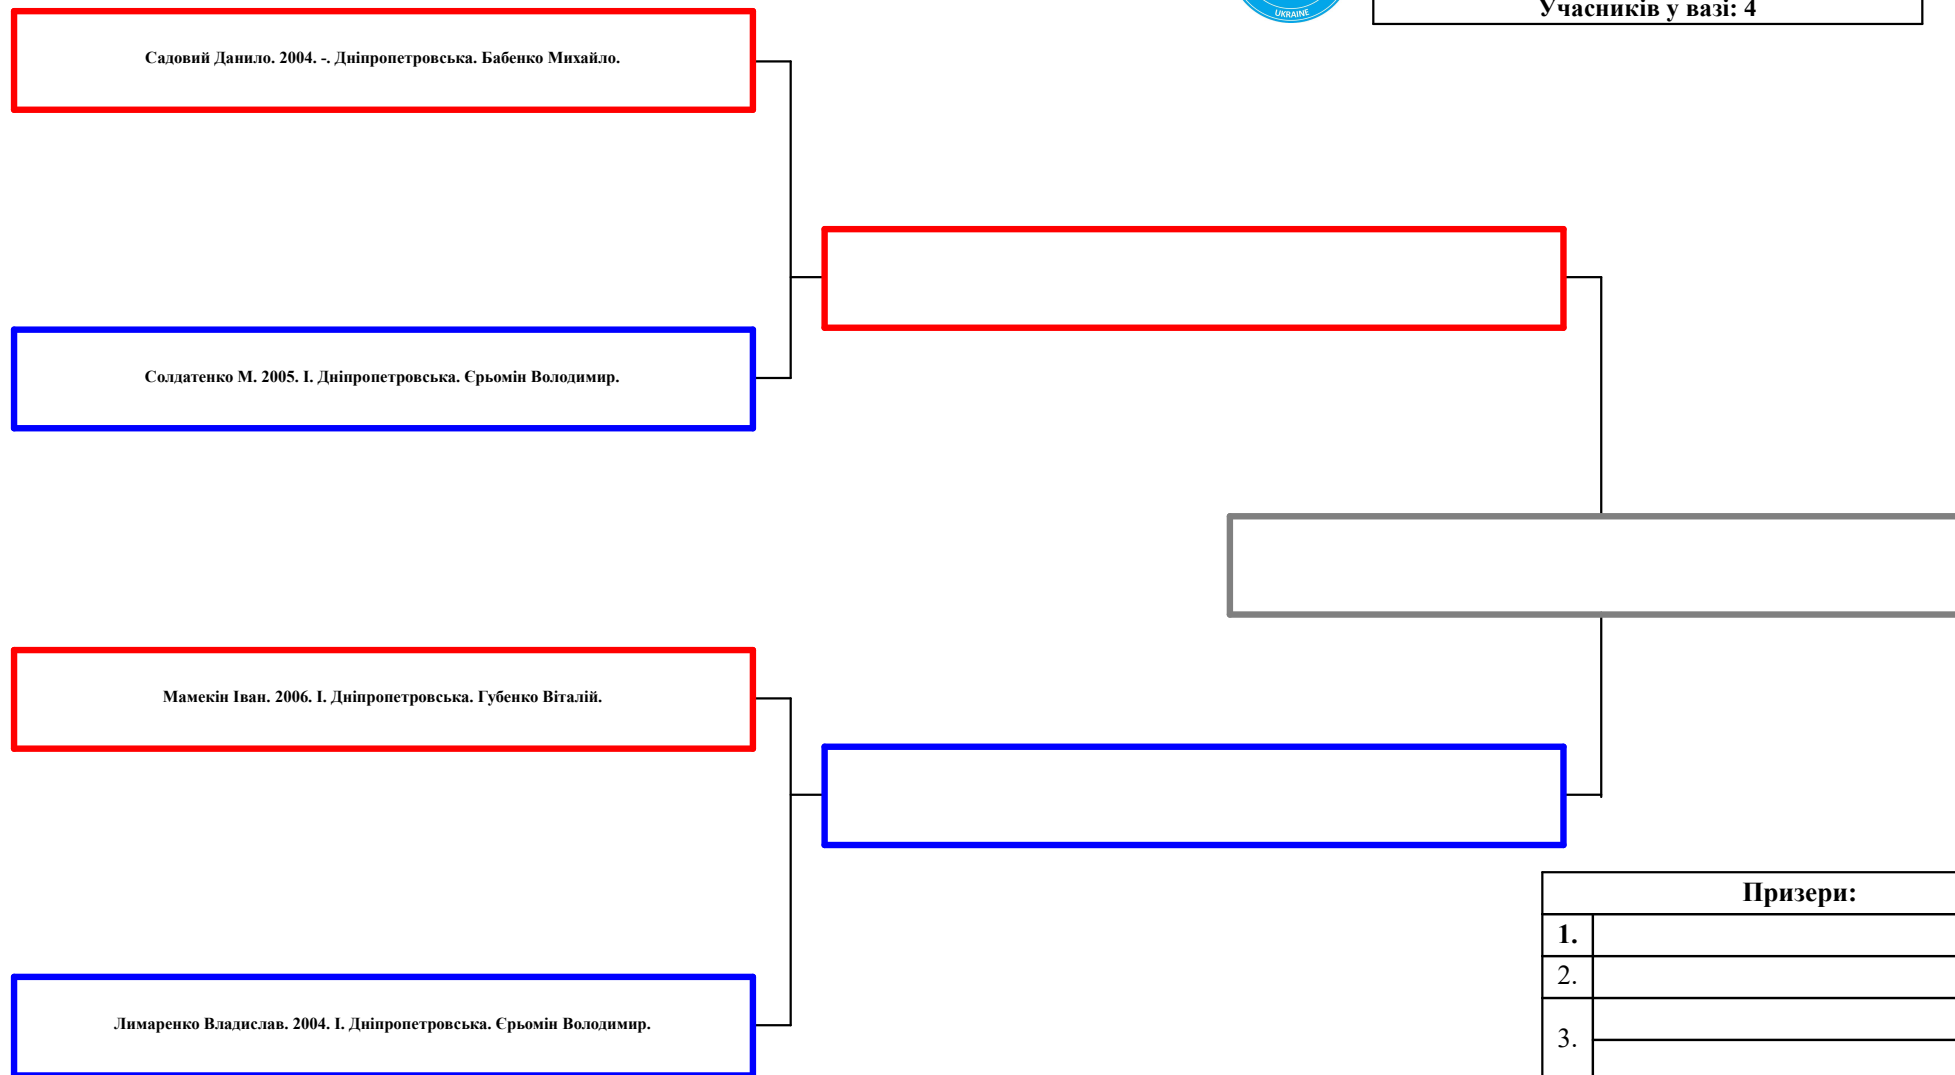 UKRAINE
Учасників у вазі: 4
Садовий Данило. 2004. -. Дніпропетровська. Бабенко Михайло.
Солдатенко М. 2005. І. Дніпропетровська. Єрьомін Володимир.
Мамекін Іван. 2006. І. Дніпропетровська. Губенко Віталій.
Лимаренко Владислав. 2004. І. Дніпропетровська. Єрьомін Володимир.
Призери:
1.
2.
3.